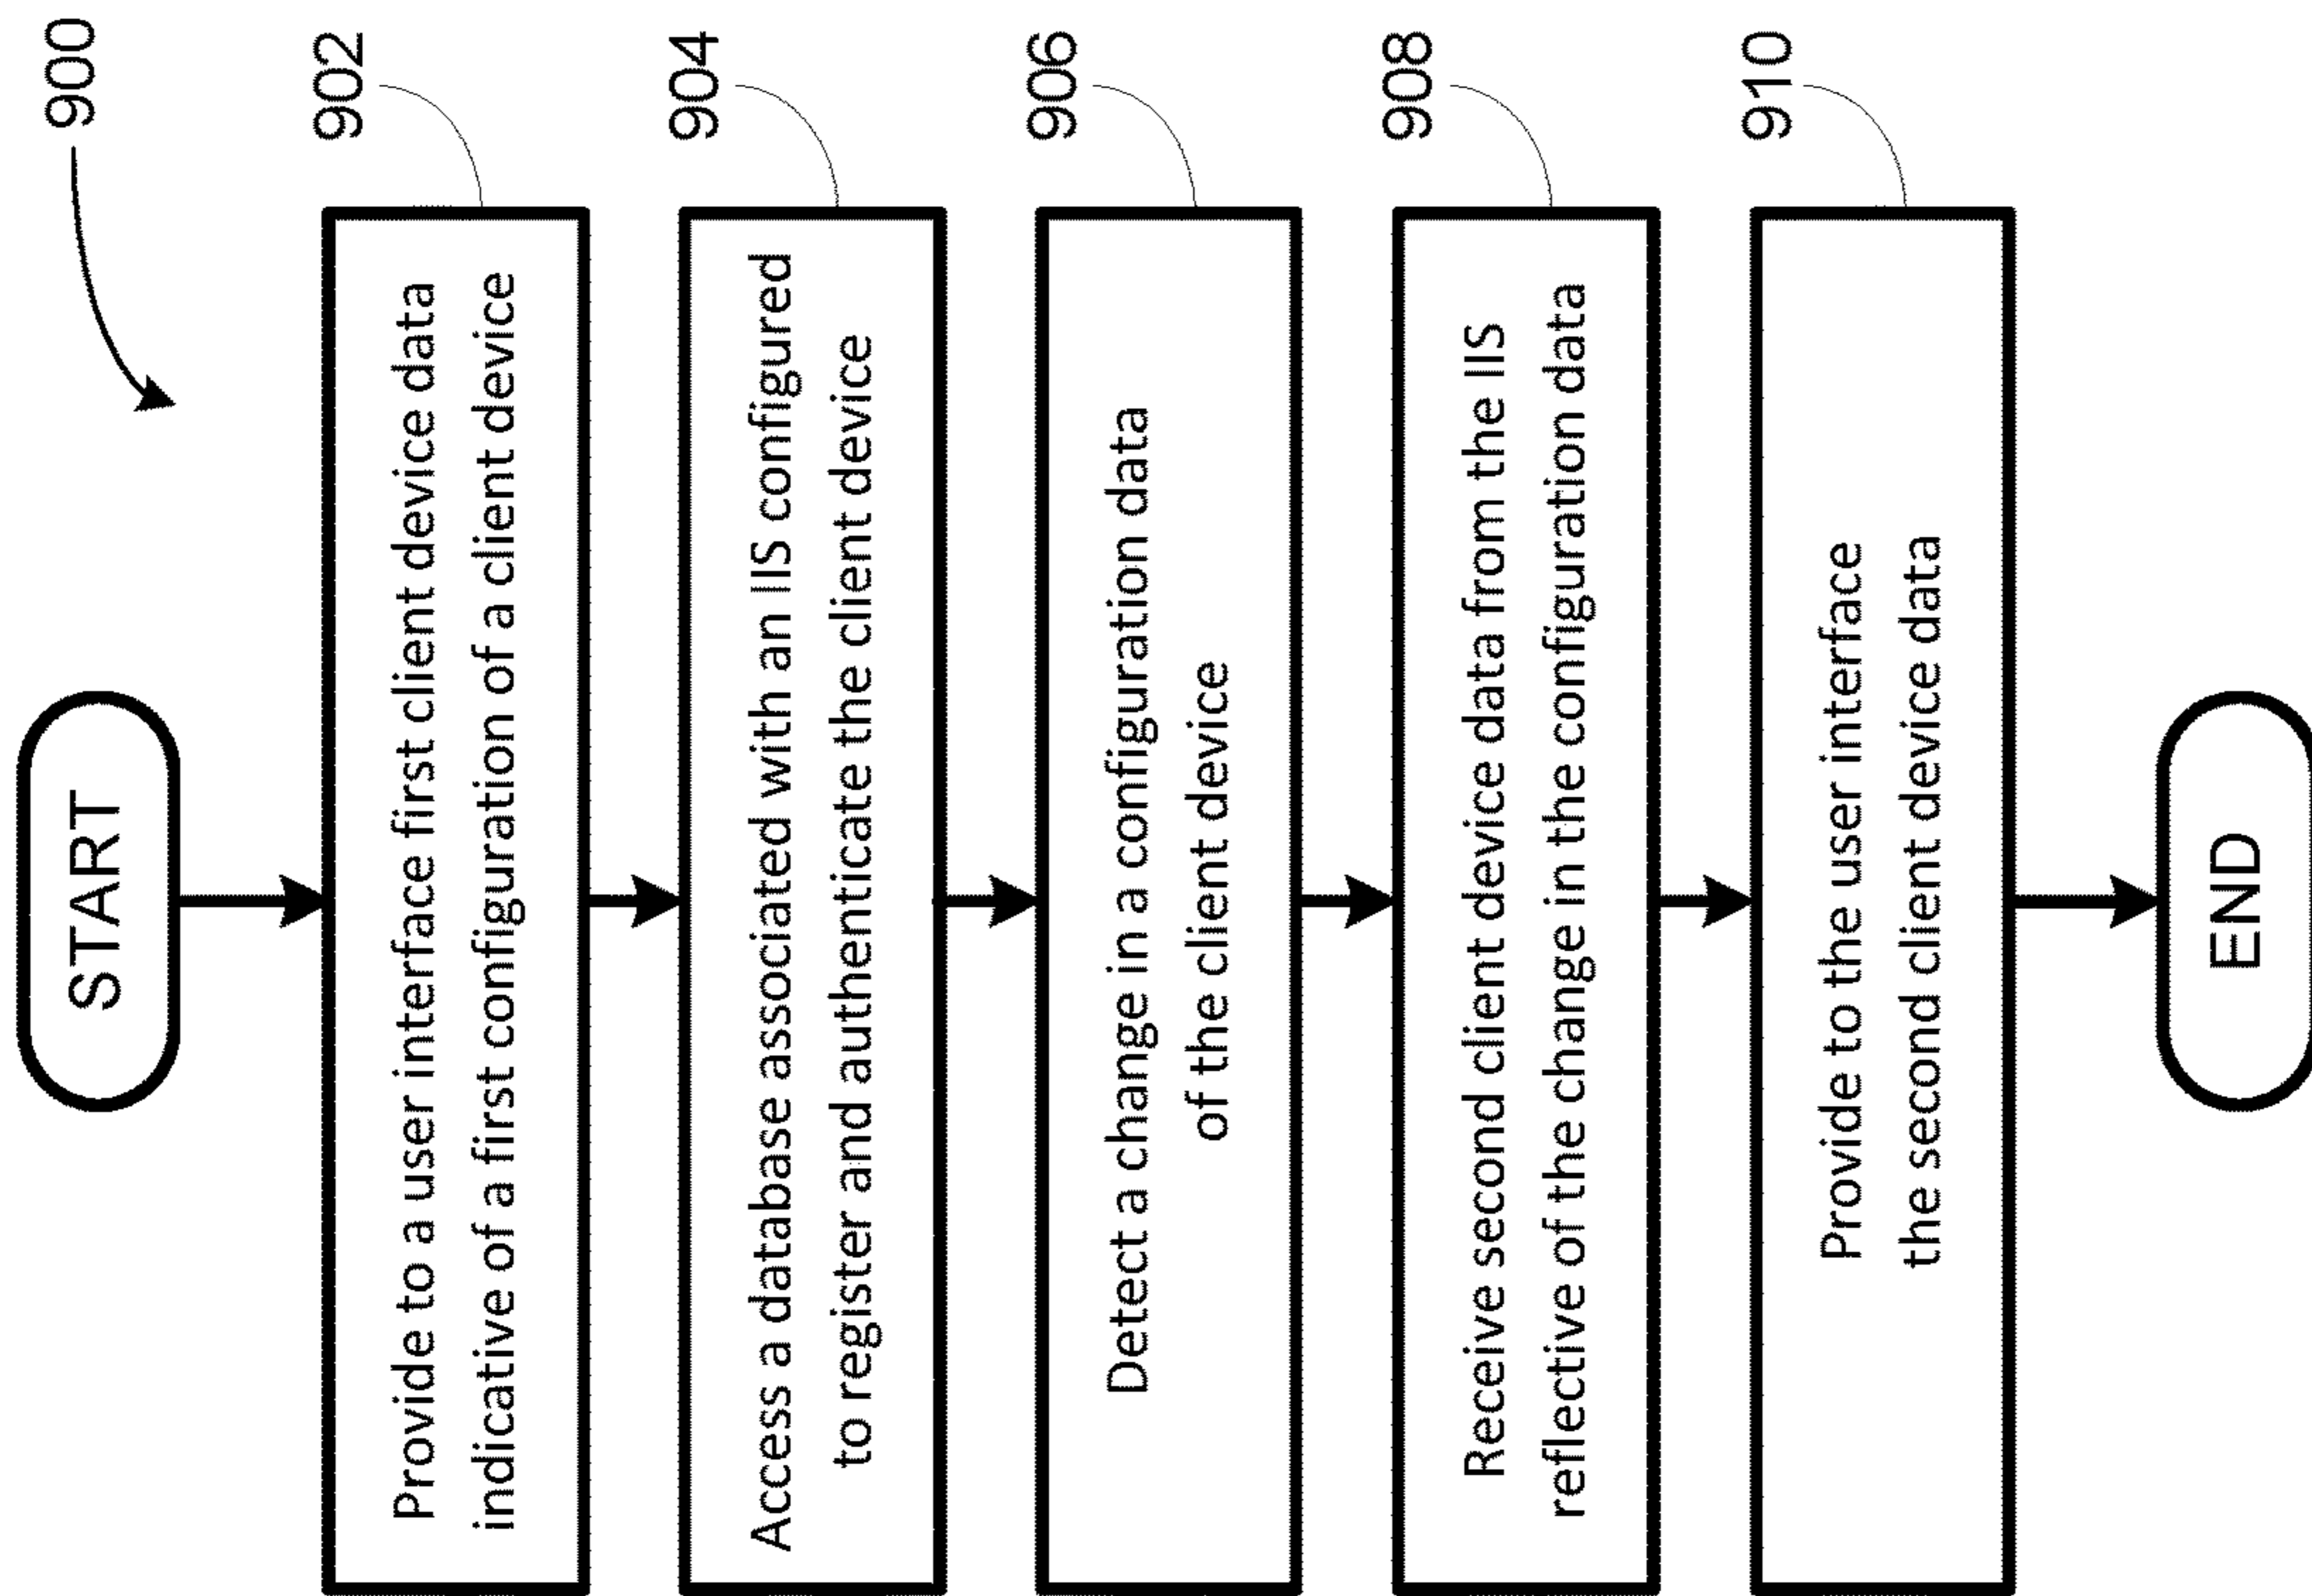 900
START
902
Provide to a user interface first client device data
indicative of a first configuration of a client device
904
Access a database associated with an IIS configured
to register and authenticate the client device
906
Detect a change in a configuration data
of the client device
908
Receive second client device data from the IIS
reflective of the change in the configuration data
910
Provide to the user interface
the second client device data
END